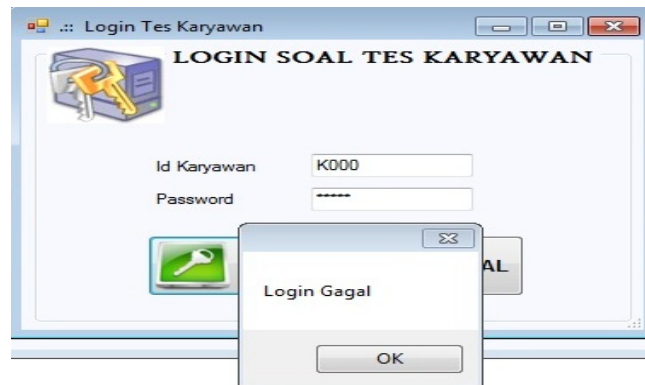 .:: Login Tes Karyawan
LOGIN SOAL TES KARYAWAN
Id Karyawan K000
Password *****
AL
Login Gagal
OK